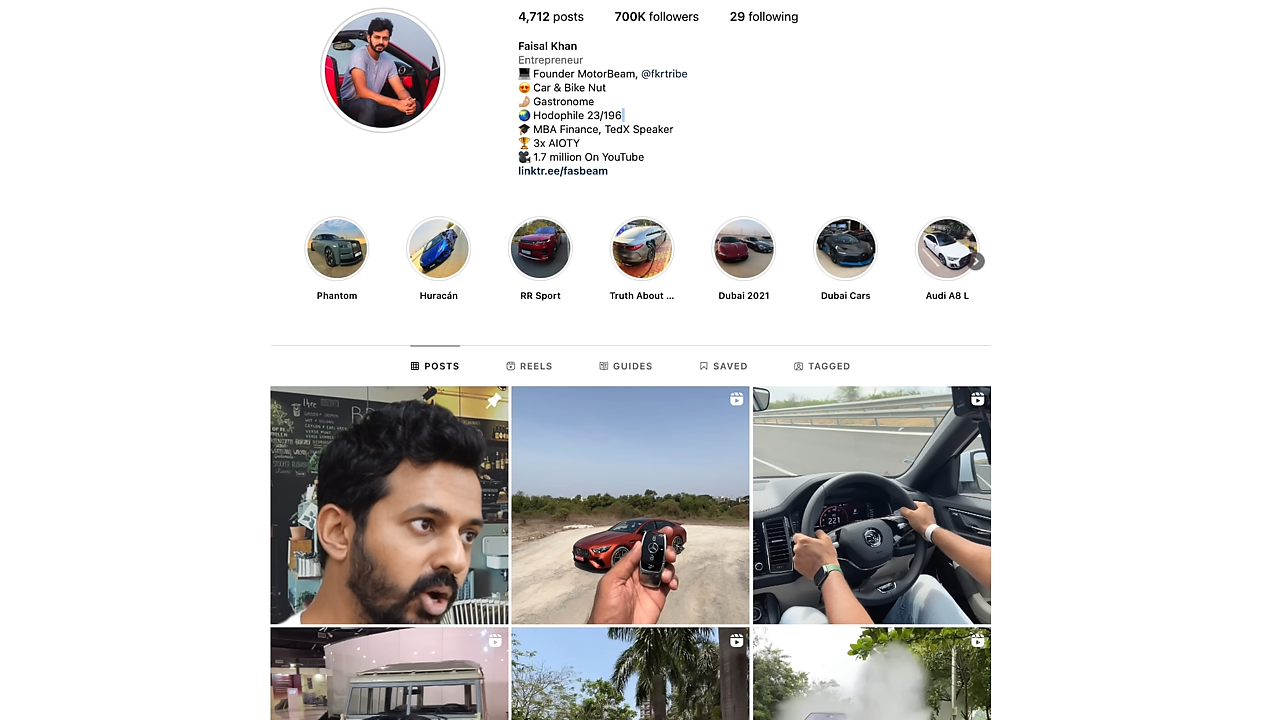 4,712 posts 700K followers 29 following
Faisal Khan
Entrepreneur
💻 Founder MotorBeam, @fkrtribe
😍 Car & Bike Nut
🤌🏼 Gastronome
🌏 Hodophile 23/196
🎓 MBA Finance, TedX Speaker
🏆 3x AIOTY
🎥 1.7 million On YouTube
linktr.ee/fasbeam
Phantom Huracán RR Sport Truth About ... Dubai 2021 Dubai Cars Audi A8 L
POSTS REELS GUIDES SAVED TAGGED
221